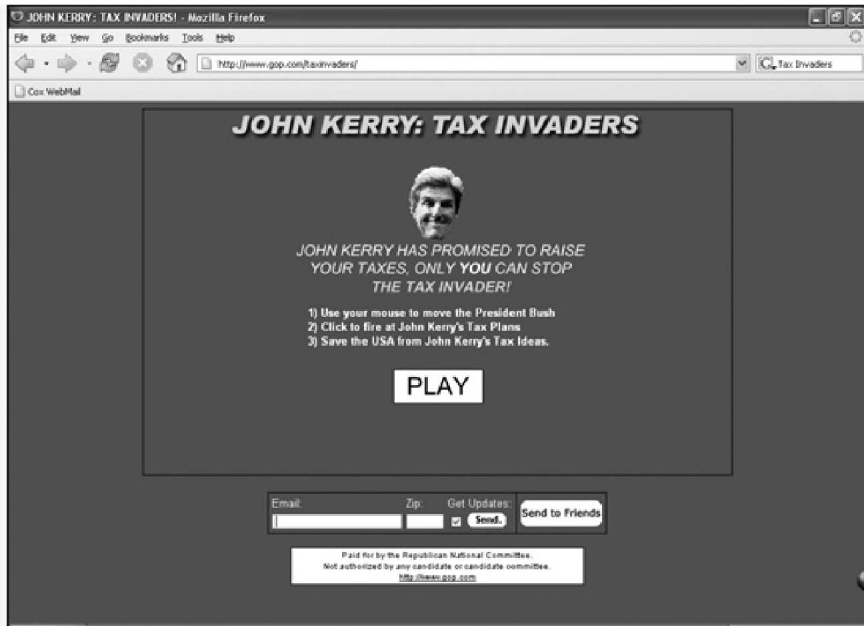 JOHN KERRY: TAX INVADERS! - Mozilla Firefox
File Edit View Go Bookmarks Tools Help
http://www.gop.com/taxinvaders/ G Tax Invaders
Cox WebMail
JOHN KERRY: TAX INVADERS
JOHN KERRY HAS PROMISED TO RAISE
YOUR TAXES, ONLY YOU CAN STOP
THE TAX INVADER!
1) Use your mouse to move the President Bush
2) Click to fire at John Kerry's Tax Plans
3) Save the USA from John Kerry's Tax Ideas.
PLAY
Email: Zip: Get Updates:
Send. Send to Friends
Paid for by the Republican National Committee.
Not authorized by any candidate or candidate committee.
http://www.gop.com